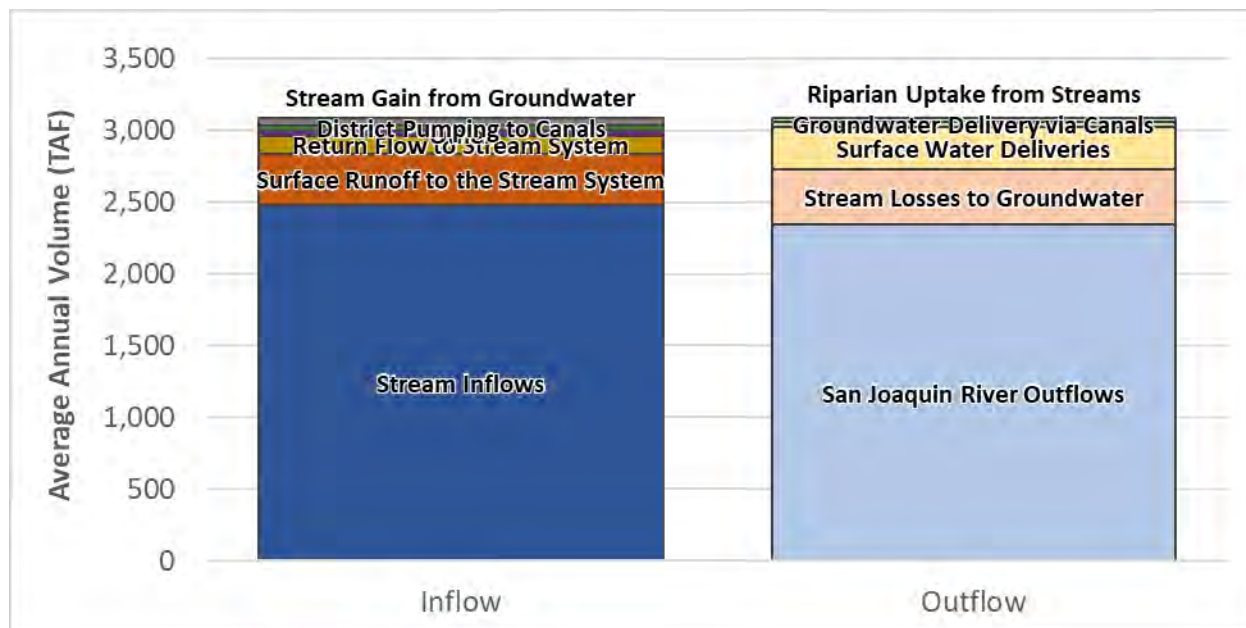 Average Annual Volume (TAF)
3,500
3,000
2,500
2,000
1,500
1,000
500
0
Stream Gain from Groundwater
District Pumping to Canals
Return Flow to Stream System
Surface Runoff to the Stream System
Stream Inflows
Riparian Uptake from Streams
Groundwater Delivery via Canals
Surface Water Deliveries
Stream Losses to Groundwater
San Joaquin River Outflows
Inflow
Outflow